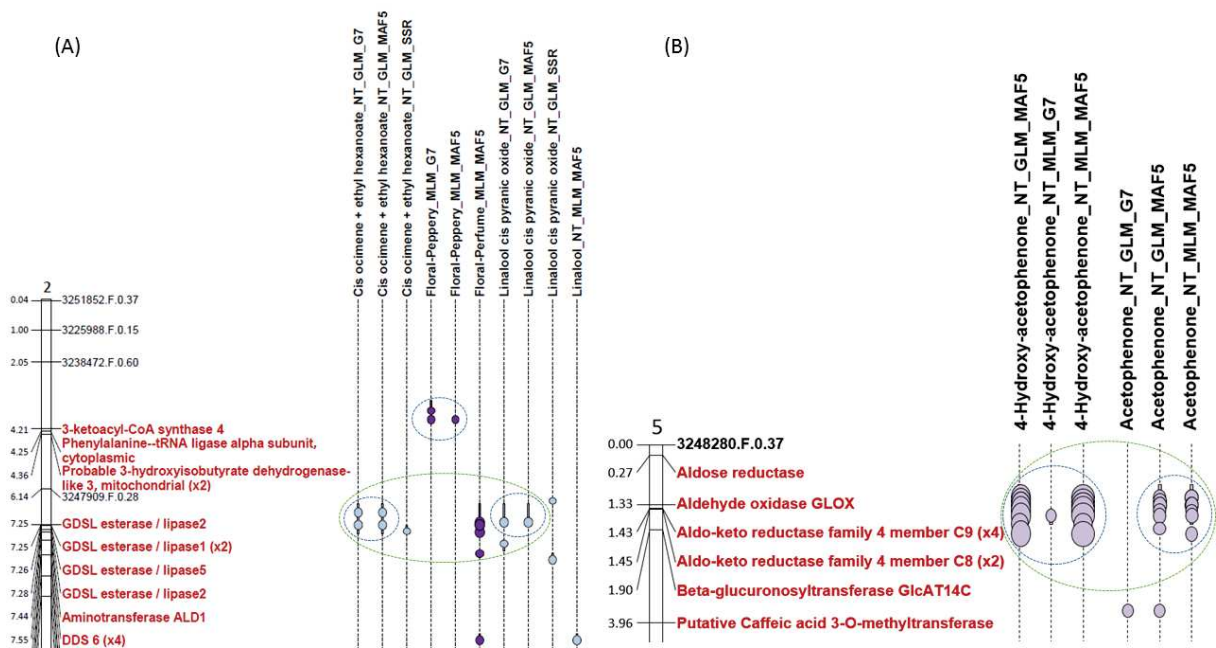 (A)
Cis ocimene + ethyl hexanoate_NT_GLM_G7
Cis ocimene + ethyl hexanoate_NT_GLM_MAF5
Cis ocimene + ethyl hexanoate_NT_GLM_SSR
Floral-Peppery_MLM_G7
Floral-Peppery_MLM_MAF5
Floral-Perfume_MLM_MAF5
Linalool cis pyranic oxide_NT_GLM_G7
Linalool cis pyranic oxide_NT_GLM_MAF5
Linalool cis pyranic oxide_NT_GLM_SSR
Linalool_NT_MLM_MAF5
2
0.04 3251852.F.0.37
1.00 3225988.F.0.15
2.05 3238472.F.0.60
4.21 3-ketoacyl-CoA synthase 4
4.25 Phenylalanine--tRNA ligase alpha subunit,
cytoplasmic
4.36 Probable 3-hydroxyisobutyrate dehydrogenase-
like 3, mitochondrial (x2)
6.14 3247909.F.0.28
7.25 GDSL esterase / lipase2
7.25 GDSL esterase / lipase1 (x2)
7.26 GDSL esterase / lipase5
7.28 GDSL esterase / lipase2
7.44 Aminotransferase ALD1
7.55 DDS 6 (x4)
(B)
4-Hydroxy-acetophenone_NT_GLM_MAF5
4-Hydroxy-acetophenone_NT_MLM_G7
4-Hydroxy-acetophenone_NT_MLM_MAF5
Acetophenone_NT_GLM_G7
Acetophenone_NT_GLM_MAF5
Acetophenone_NT_MLM_MAF5
5
0.00 3248280.F.0.37
0.27 Aldose reductase
1.33 Aldehyde oxidase GLOX
1.43 Aldo-keto reductase family 4 member C9 (x4)
1.45 Aldo-keto reductase family 4 member C8 (x2)
1.90 Beta-glucuronosyltransferase GlcAT14C
3.96 Putative Caffeic acid 3-O-methyltransferase